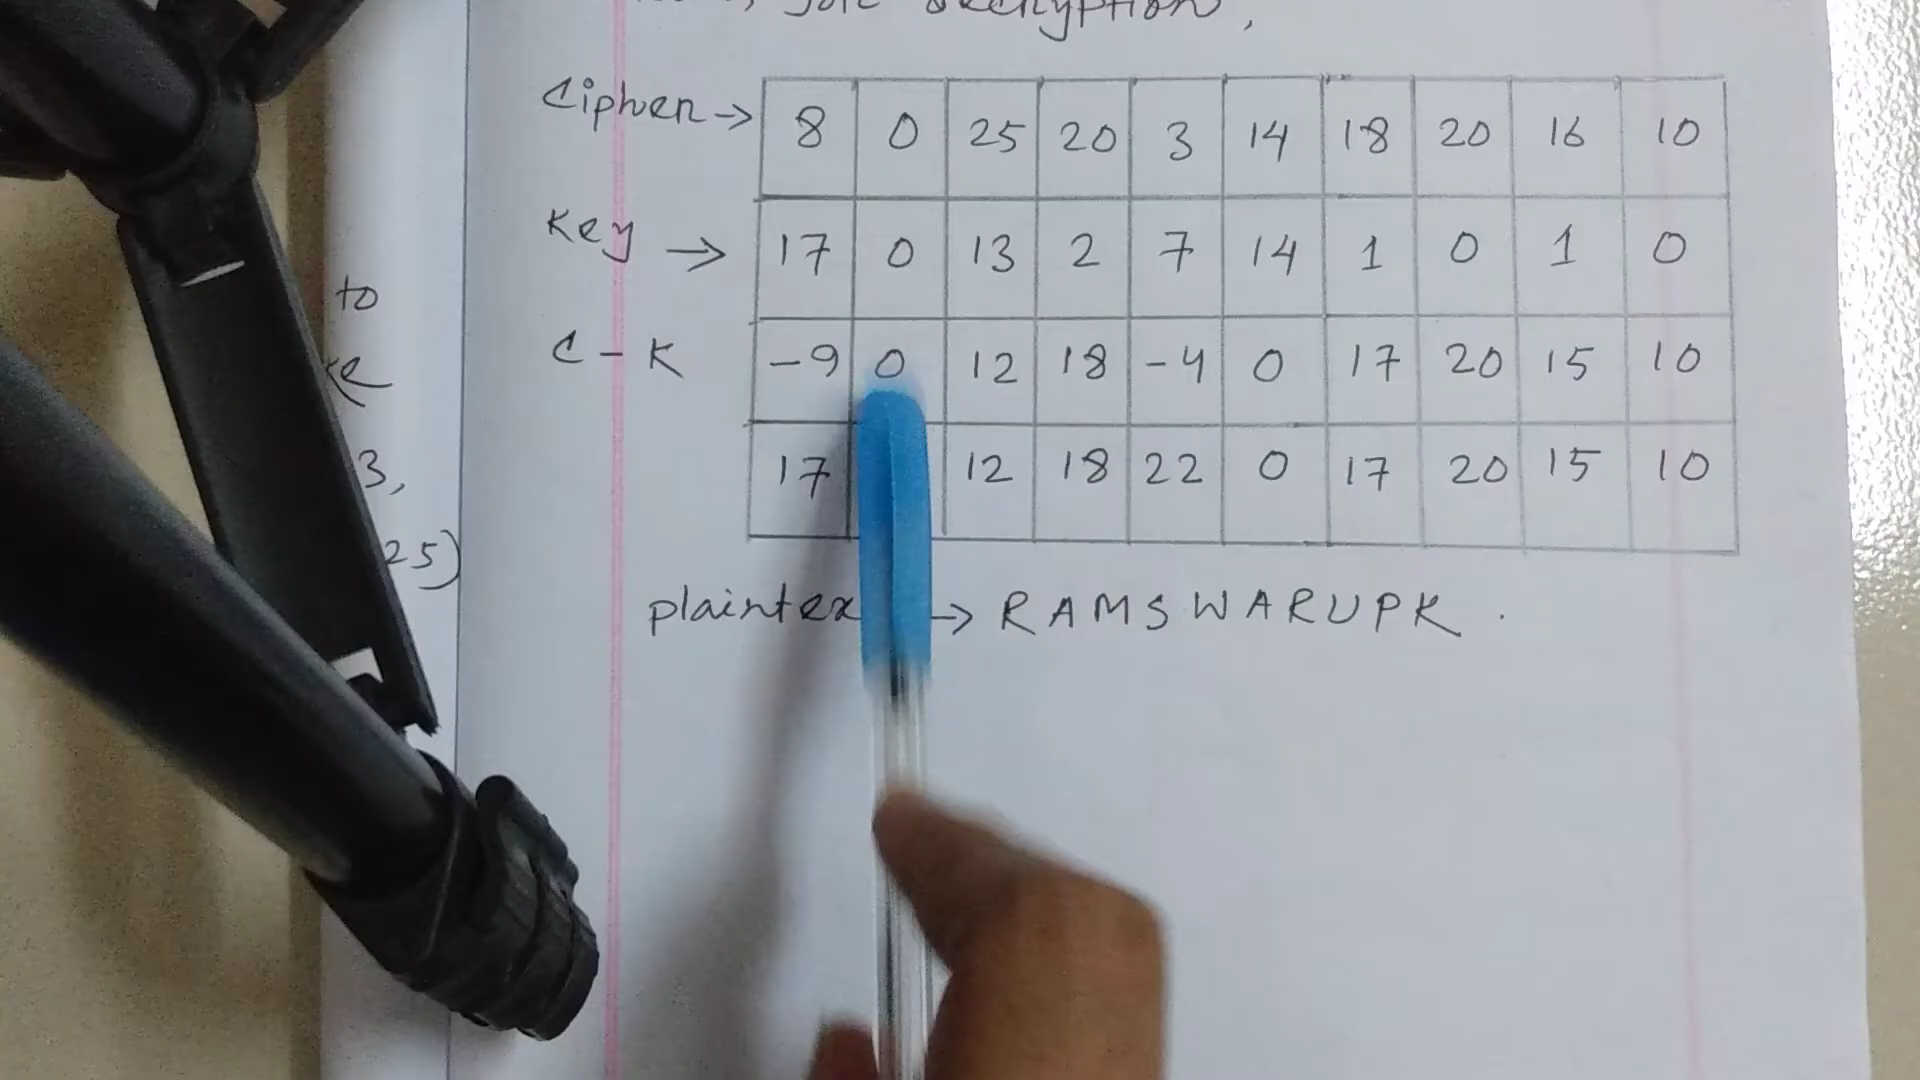 for decryption,
Cipher → 8 0 25 20 3 14 18 20 16 10
Key → 17 0 13 2 7 14 1 0 1 0
C - K -9 0 12 18 -4 0 17 20 15 10
17 12 18 22 0 17 20 15 10
plaintex → RAMSWARUPK.
to
3,
25)